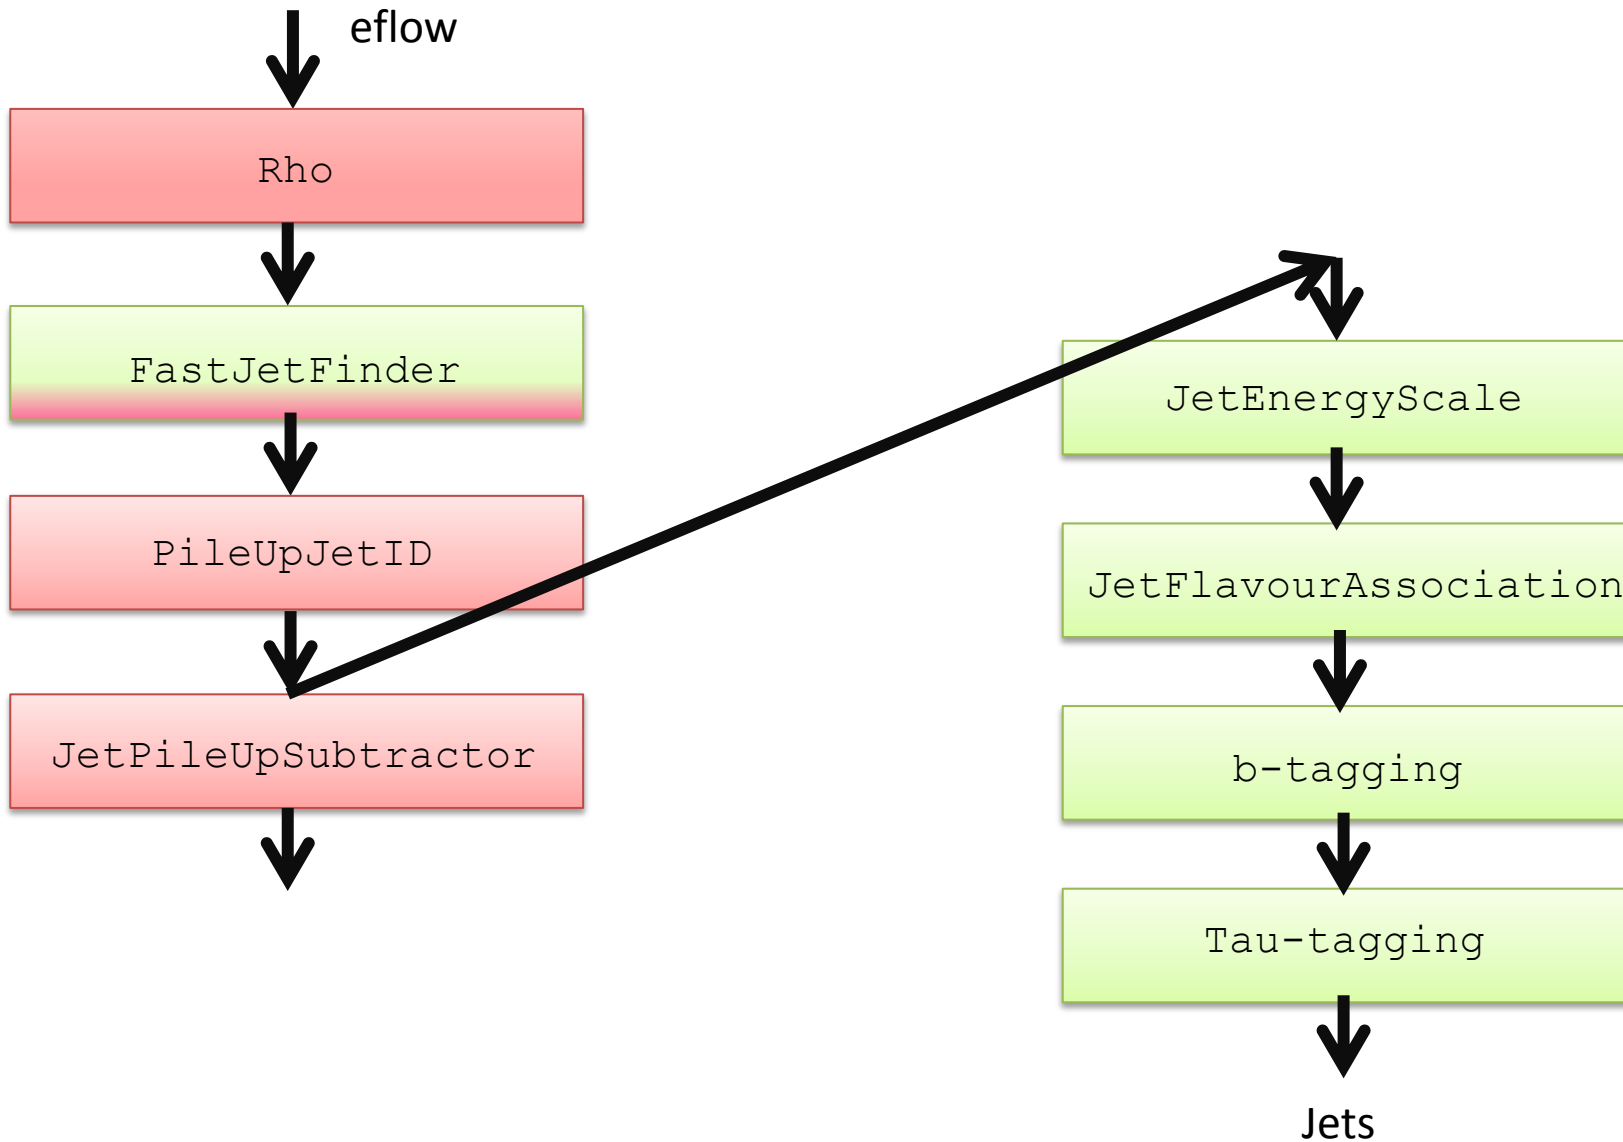 eflow
Rho
FastJetFinder
PileUpJetID
JetPileUpSubtractor
JetEnergyScale
JetFlavourAssociation
b-tagging
Tau-tagging
Jets